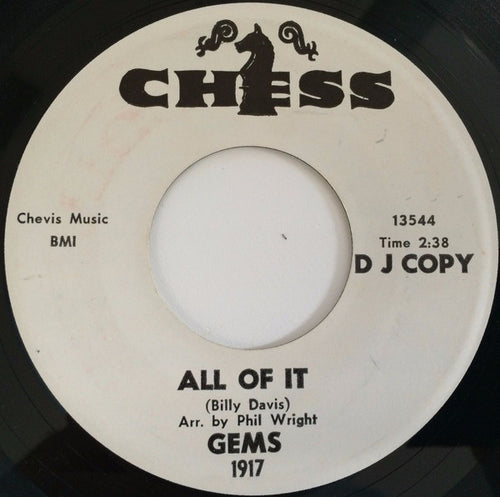 CHESS
Chevis Music
BMI
13544
Time 2:38
D J COPY
ALL OF IT
(Billy Davis)
Arr. by Phil Wright
GEMS
1917